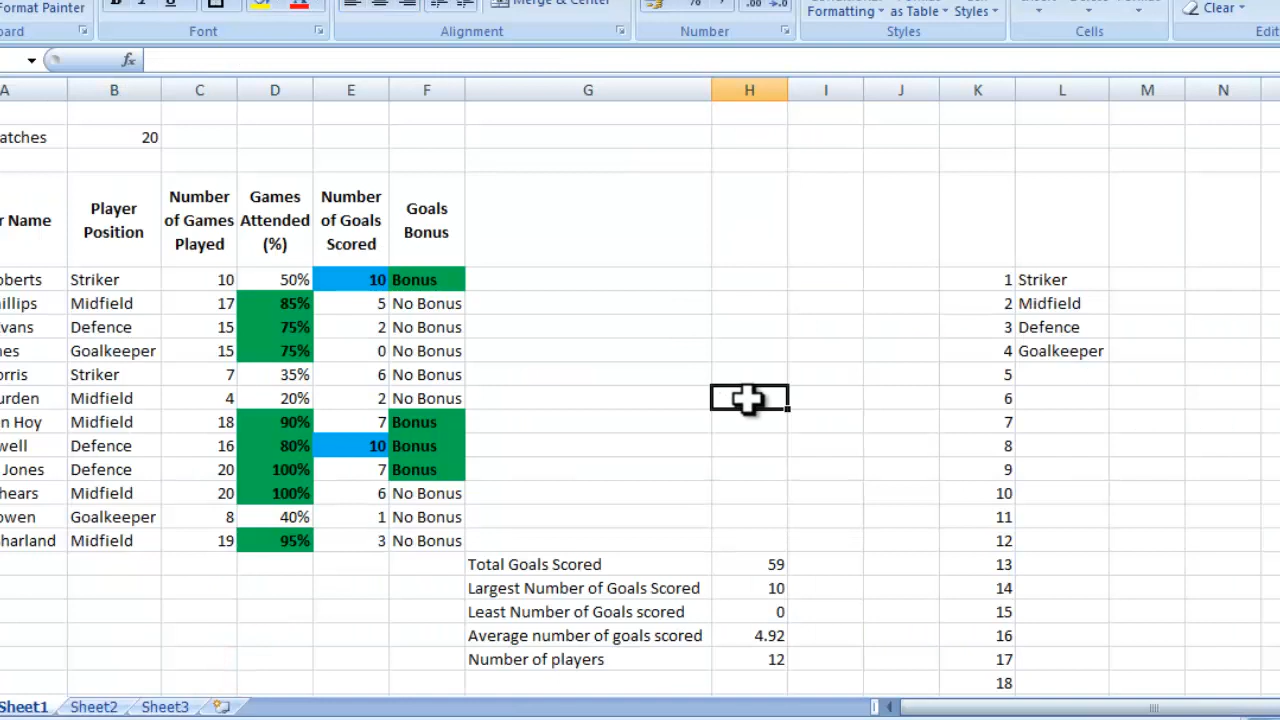 Format Painter
B I U
Merge & Center
% , .00
Formatting as Table Styles
Insert Delete Format
Clear
ard Font Alignment Number Styles Cells Edit
fx
A B C D E F G H I J K L M N
atches 20
r Name Player Position Number of Games Played Games Attended (%) Number of Goals Scored Goals Bonus
oberts Striker 10 50% 10 Bonus 1 Striker
illips Midfield 17 85% 5 No Bonus 2 Midfield
vans Defence 15 75% 2 No Bonus 3 Defence
nes Goalkeeper 15 75% 0 No Bonus 4 Goalkeeper
orris Striker 7 35% 6 No Bonus 5
urden Midfield 4 20% 2 No Bonus 6
n Hoy Midfield 18 90% 7 Bonus 7
well Defence 16 80% 10 Bonus 8
Jones Defence 20 100% 7 Bonus 9
hears Midfield 20 100% 6 No Bonus 10
owen Goalkeeper 8 40% 1 No Bonus 11
harland Midfield 19 95% 3 No Bonus 12
Total Goals Scored 59 13
Largest Number of Goals Scored 10 14
Least Number of Goals scored 0 15
Average number of goals scored 4.92 16
Number of players 12 17
18
Sheet1 Sheet2 Sheet3